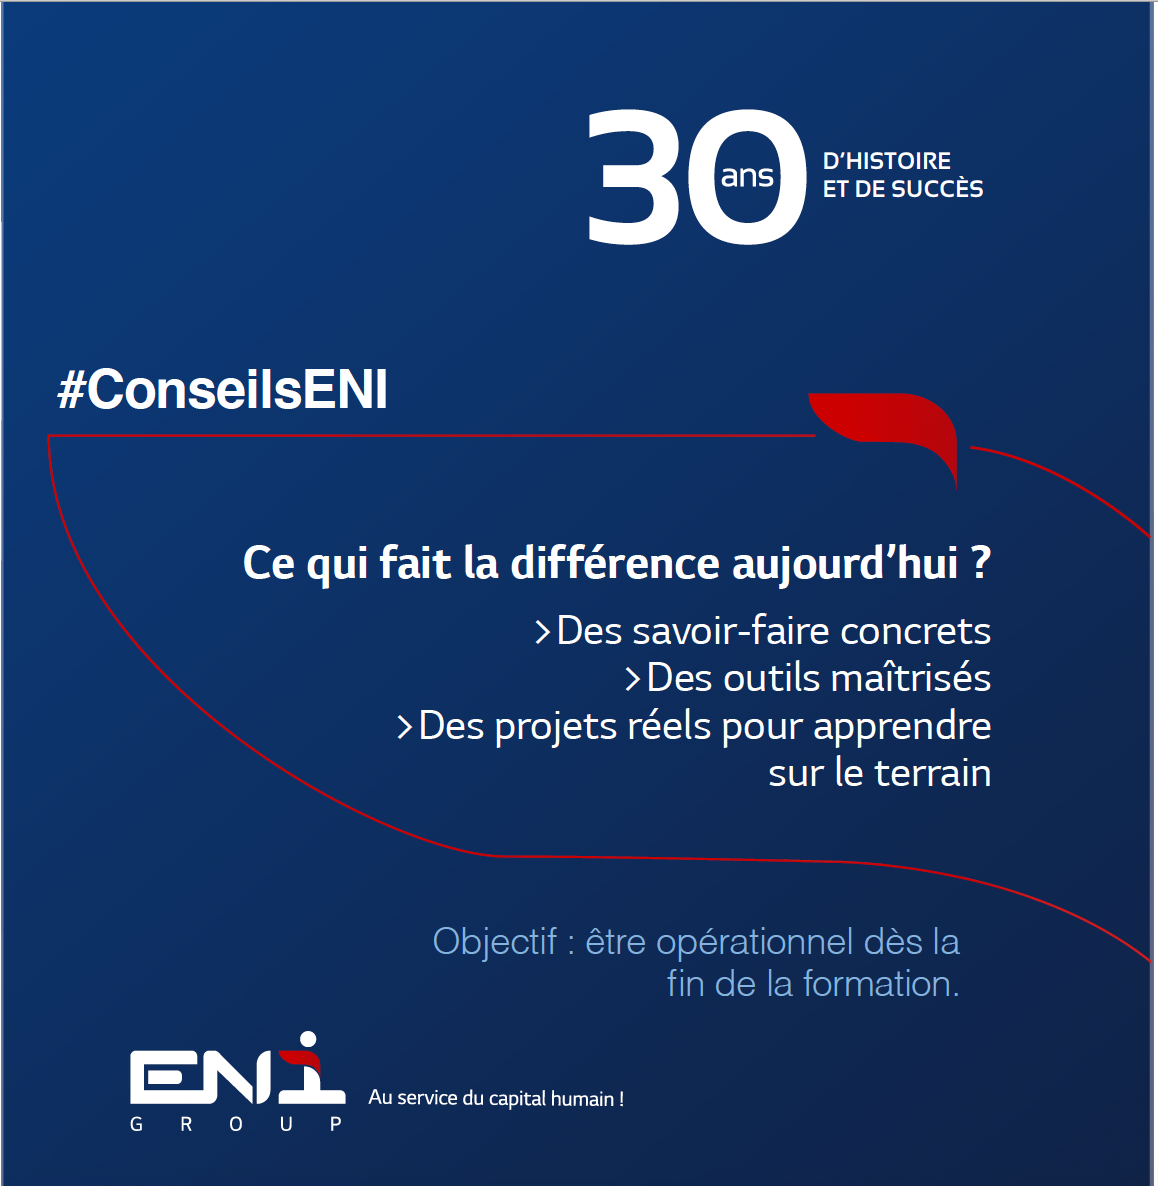 30
ans
D’HISTOIRE
ET DE SUCCÈS
#ConseilsENI
Ce qui fait la différence aujourd’hui ?
> Des savoir-faire concrets
> Des outils maîtrisés
> Des projets réels pour apprendre
sur le terrain
Objectif : être opérationnel dès la
fin de la formation.
ENI
GROUP
Au service du capital humain !